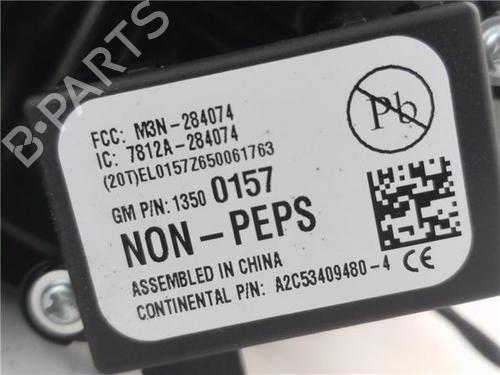 B-PARTS
Pb
FCC: M3N-284074
IC: 7812A-284074
(20T)EL0157Z650061763
GM P/N: 1350 0157
NON-PEPS
ASSEMBLED IN CHINA
CONTINENTAL P/N: A2C53409480-4 CE